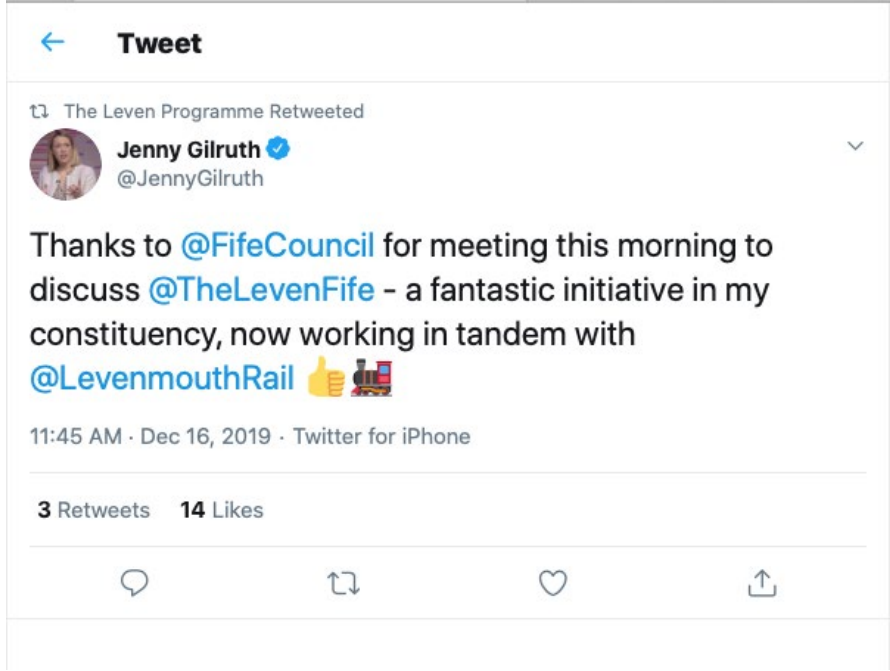 Tweet
The Leven Programme Retweeted
Jenny Gilruth
@JennyGilruth
Thanks to @FifeCouncil for meeting this morning to
discuss @TheLevenFife - a fantastic initiative in my
constituency, now working in tandem with
@LevenmouthRail 👍🚂
11:45 AM · Dec 16, 2019 · Twitter for iPhone
3 Retweets 14 Likes